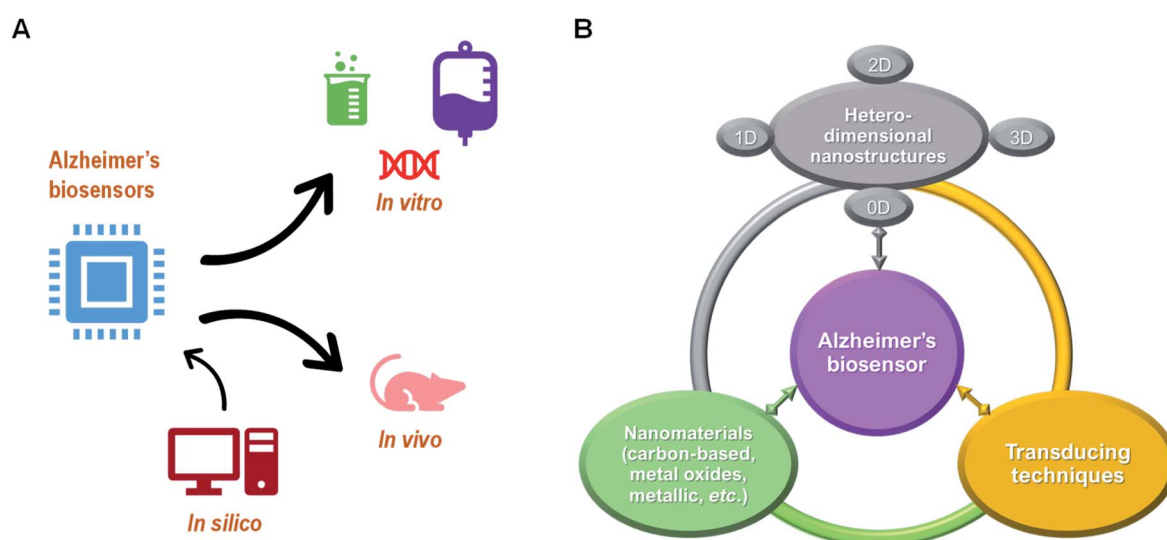 A
Alzheimer's
biosensors
In vitro
In vivo
In silico
B
2D
1D
Hetero-
dimensional
nanostructures
3D
0D
Alzheimer's
biosensor
Nanomaterials
(carbon-based,
metal oxides,
metallic, etc.)
Transducing
techniques